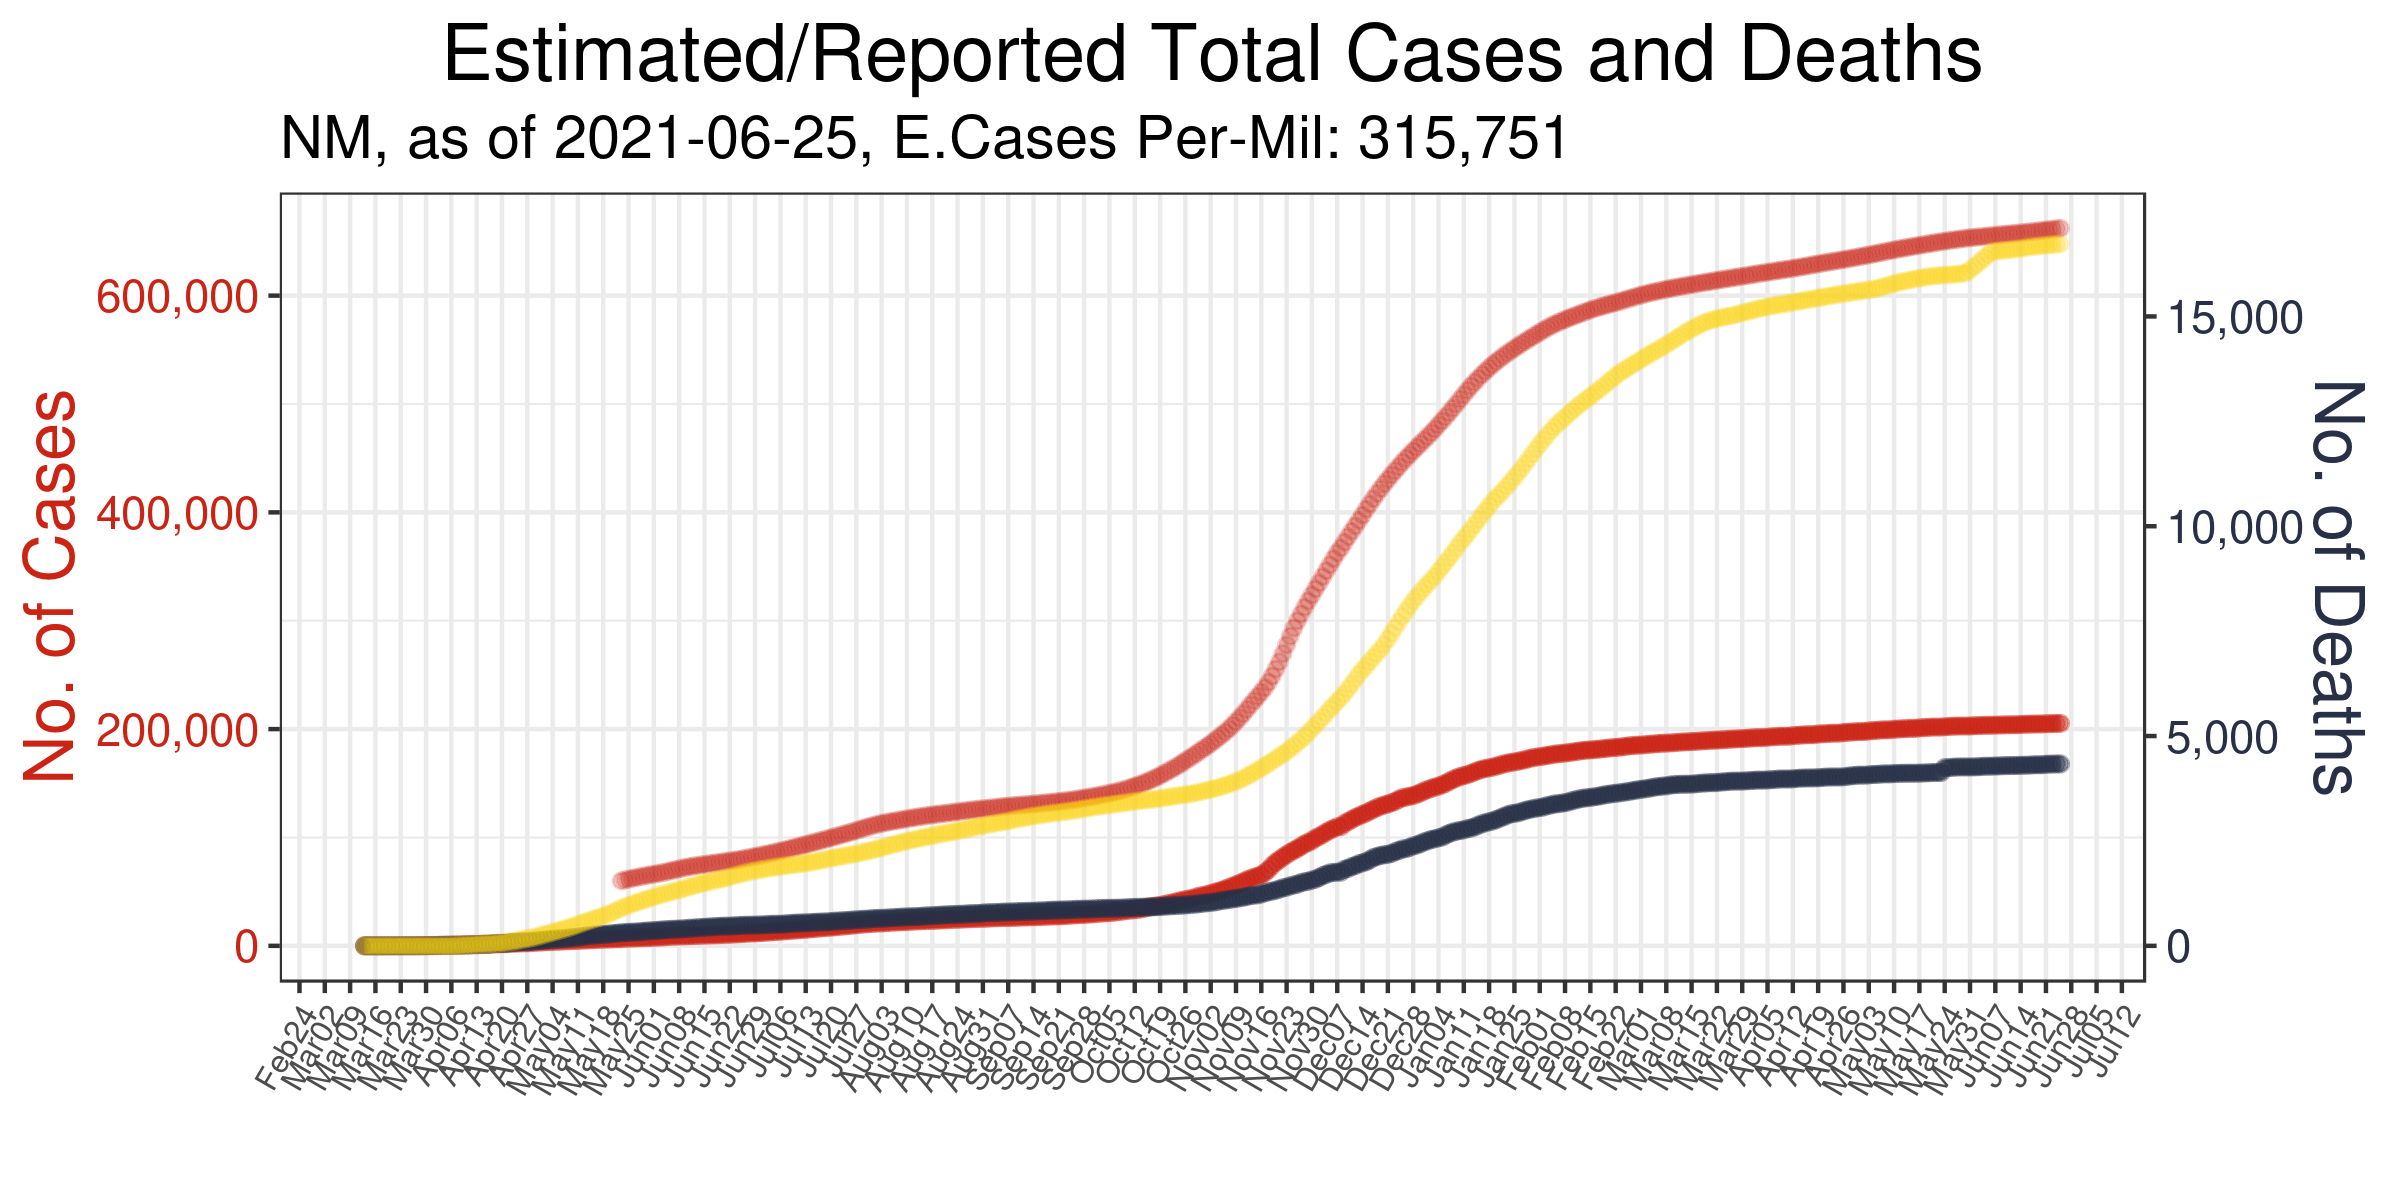 Estimated/Reported Total Cases and Deaths
NM, as of 2021-06-25, E.Cases Per-Mil: 315,751
No. of Cases
600,000
400,000
200,000
0
15,000
10,000
5,000
0
No. of Deaths
Feb24
Mar02
Mar09
Mar16
Mar23
Mar30
Apr06
Apr13
Apr20
Apr27
May04
May11
May18
May25
Jun01
Jun08
Jun15
Jun22
Jun29
Jul06
Jul13
Jul20
Jul27
Aug03
Aug10
Aug17
Aug24
Aug31
Sep07
Sep14
Sep21
Sep28
Oct05
Oct12
Oct19
Oct26
Nov02
Nov09
Nov16
Nov23
Nov30
Dec07
Dec14
Dec21
Dec28
Jan04
Jan11
Jan18
Jan25
Feb01
Feb08
Feb15
Feb22
Mar01
Mar08
Mar15
Mar22
Mar29
Apr05
Apr12
Apr19
Apr26
May03
May10
May17
May24
May31
Jun07
Jun14
Jun21
Jun28
Jul05
Jul12